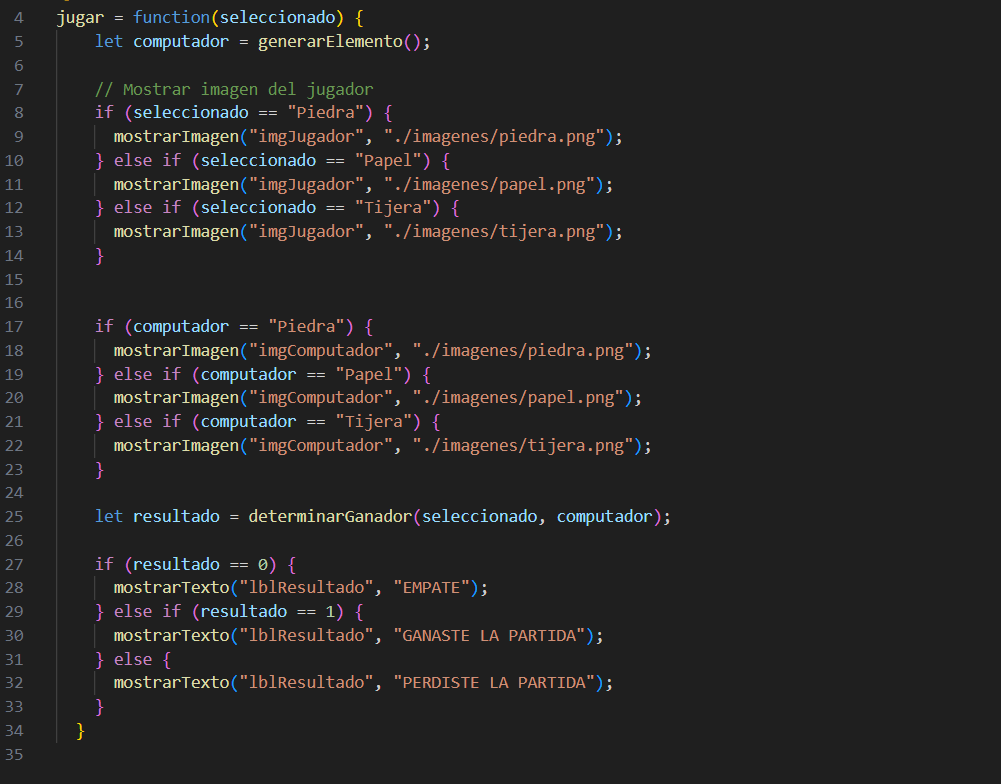 4 jugar = function(seleccionado) {
5 let computador = generarElemento();
6
7 // Mostrar imagen del jugador
8 if (seleccionado == "Piedra") {
9 mostrarImagen("imgJugador", "./imagenes/piedra.png");
10 } else if (seleccionado == "Papel") {
11 mostrarImagen("imgJugador", "./imagenes/papel.png");
12 } else if (seleccionado == "Tijera") {
13 mostrarImagen("imgJugador", "./imagenes/tijera.png");
14 }
15
16
17 if (computador == "Piedra") {
18 mostrarImagen("imgComputador", "./imagenes/piedra.png");
19 } else if (computador == "Papel") {
20 mostrarImagen("imgComputador", "./imagenes/papel.png");
21 } else if (computador == "Tijera") {
22 mostrarImagen("imgComputador", "./imagenes/tijera.png");
23 }
24
25 let resultado = determinarGanador(seleccionado, computador);
26
27 if (resultado == 0) {
28 mostrarTexto("lblResultado", "EMPATE");
29 } else if (resultado == 1) {
30 mostrarTexto("lblResultado", "GANASTE LA PARTIDA");
31 } else {
32 mostrarTexto("lblResultado", "PERDISTE LA PARTIDA");
33 }
34 }
35